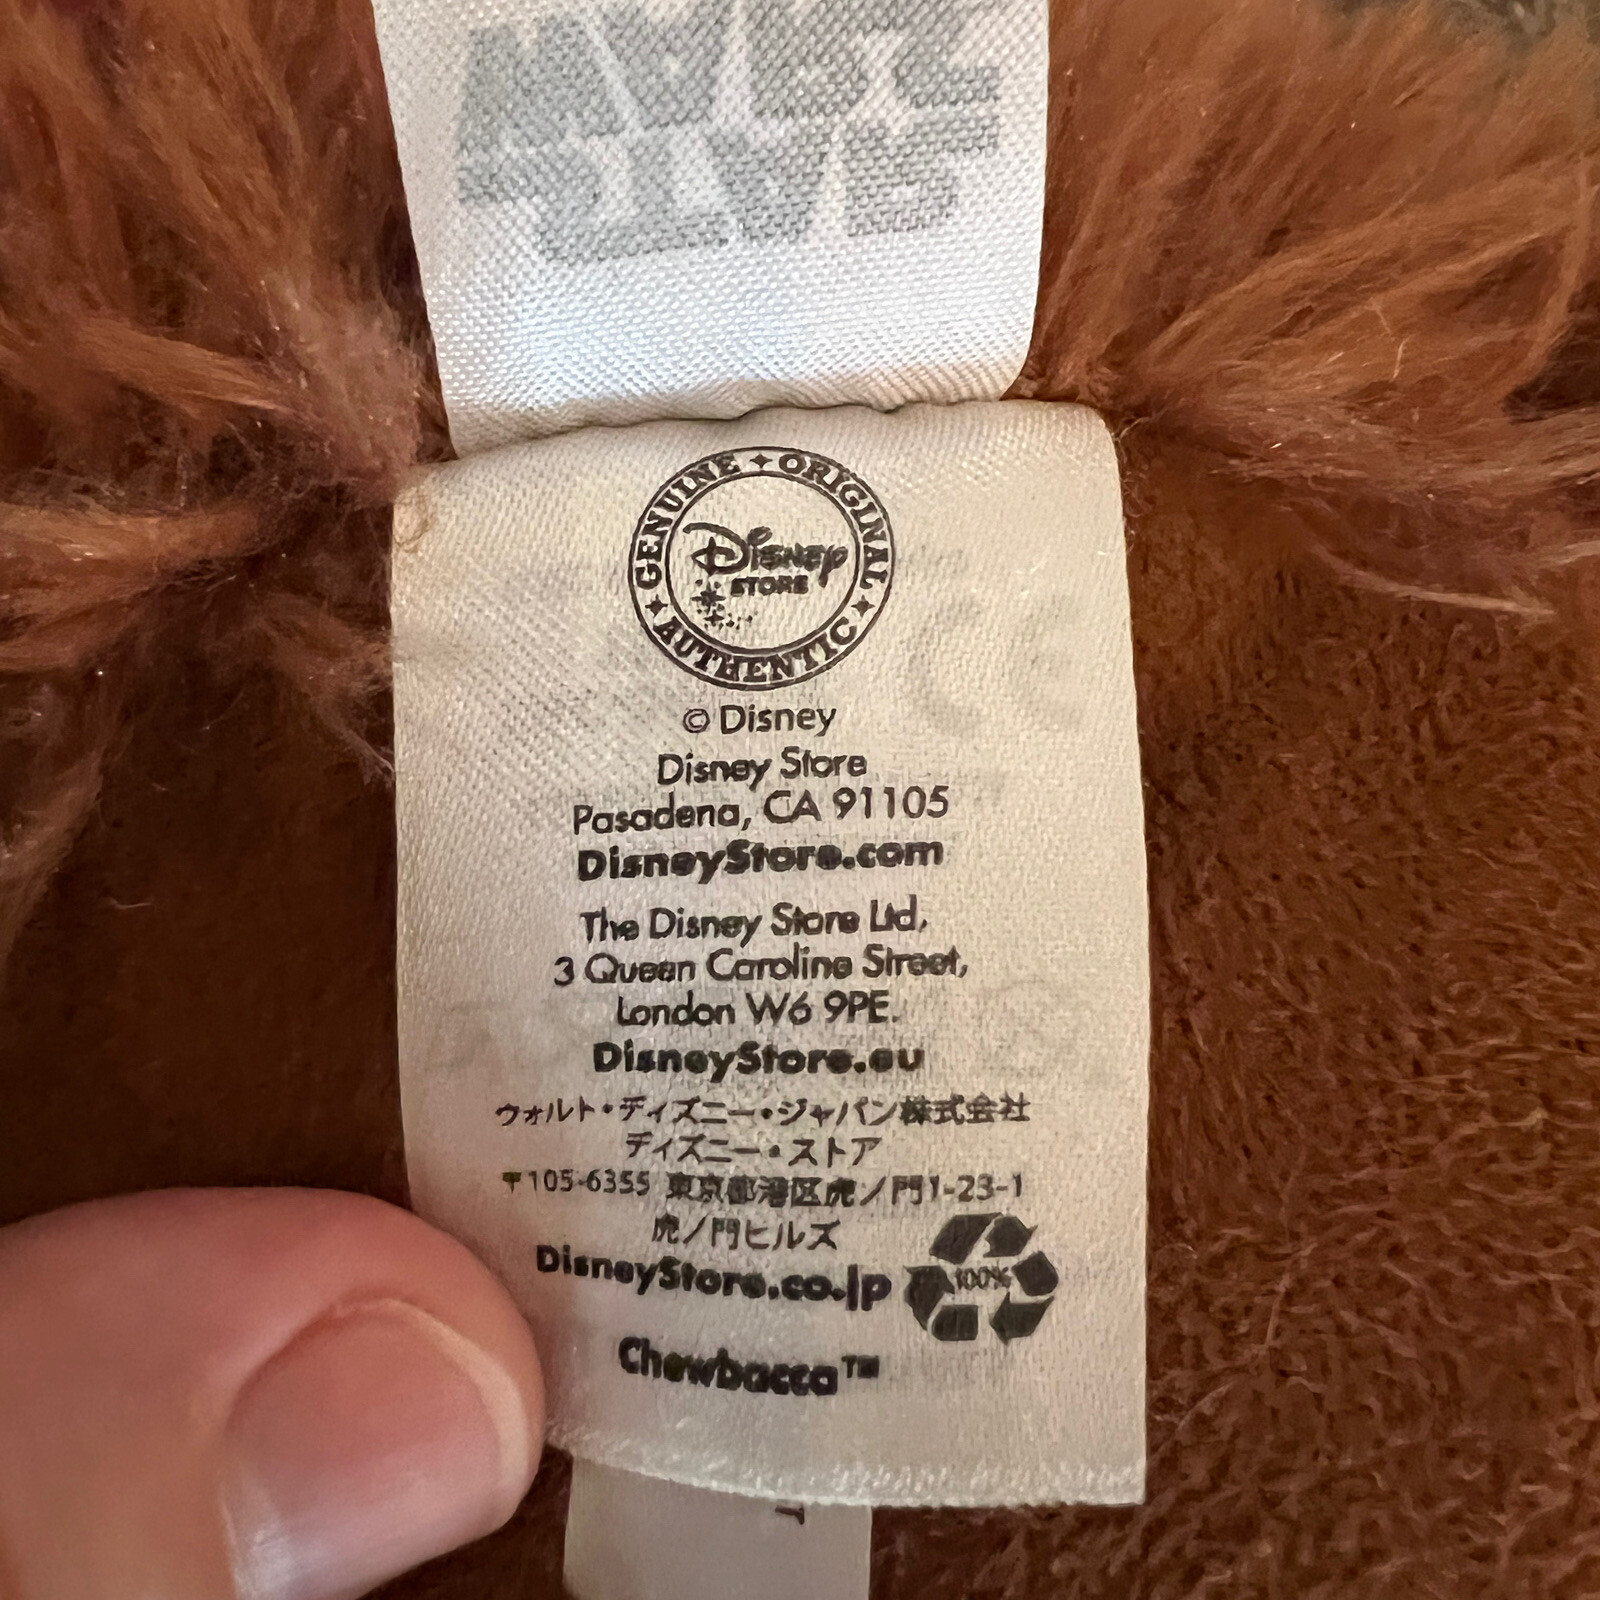 STAR
WARS
GENUINE ORIGINAL AUTHENTIC
Disney
STORE
© Disney
Disney Store
Pasadena, CA 91105
DisneyStore.com
The Disney Store Ltd,
3 Queen Caroline Street,
London W6 9PE.
DisneyStore.eu
ウォルト・ディズニー・ジャパン株式会社
ディズニー・ストア
〒105-6355 東京都港区虎ノ門1-23-1
虎ノ門ヒルズ
DisneyStore.co.jp
100%
Chewbacca™